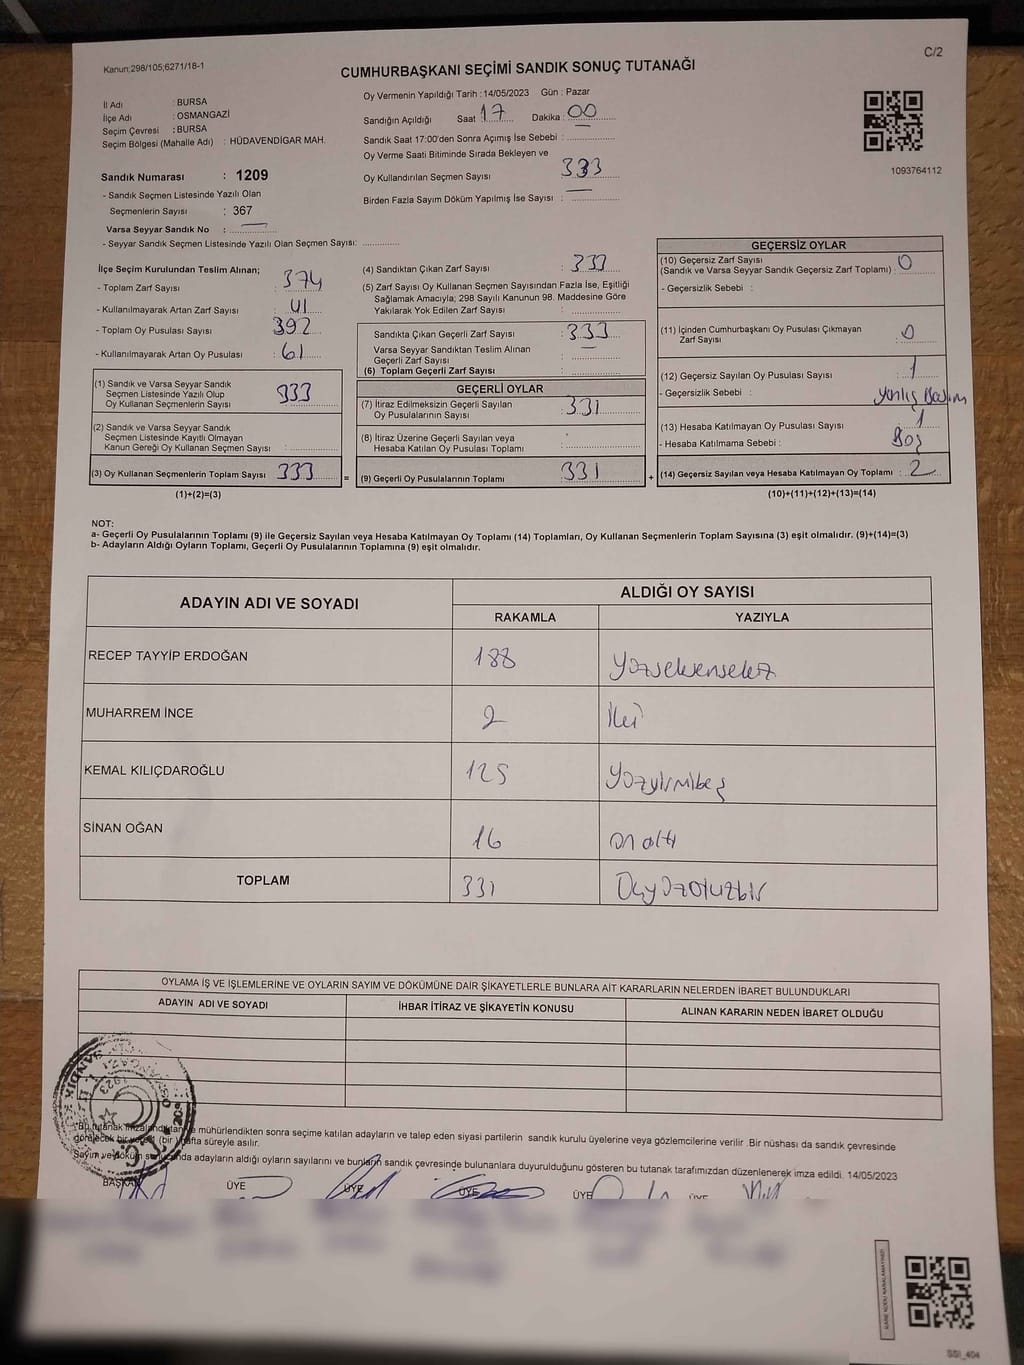 Kanun:298/105;6271/18-1
C/2
CUMHURBAŞKANI SEÇİMİ SANDIK SONUÇ TUTANAĞI
İl Adı : BURSA
İlçe Adı : OSMANGAZİ
Seçim Çevresi : BURSA
Seçim Bölgesi (Mahalle Adı) : HÜDAVENDİGAR MAH.
Sandık Numarası : 1209
- Sandık Seçmen Listesinde Yazılı Olan
Seçmenlerin Sayısı : 367
Varsa Seyyar Sandık No :
- Seyyar Sandık Seçmen Listesinde Yazılı Olan Seçmen Sayısı:
Oy Vermenin Yapıldığı Tarih : 14/05/2023 Gün : Pazar
Sandığın Açıldığı Saat 17 Dakika 00
Sandık Saat 17:00'den Sonra Açımış İse Sebebi :
Oy Verme Saati Bitiminde Sırada Bekleyen ve
Oy Kullandırılan Seçmen Sayısı : 333
Birden Fazla Sayım Döküm Yapılmış İse Sayısı :
1093764112
İlçe Seçim Kurulundan Teslim Alınan;
- Toplam Zarf Sayısı : 374
- Kullanılmayarak Artan Zarf Sayısı : 41
- Toplam Oy Pusulası Sayısı : 392
- Kullanılmayarak Artan Oy Pusulası : 61
(1) Sandık ve Varsa Seyyar Sandık
Seçmen Listesinde Yazılı Olup
Oy Kullanan Seçmenlerin Sayısı : 333
(2) Sandık ve Varsa Seyyar Sandık
Seçmen Listesinde Kayıtlı Olmayan
Kanun Gereği Oy Kullanan Seçmen Sayısı :
(3) Oy Kullanan Seçmenlerin Toplam Sayısı : 333
(1)+(2)=(3)
(4) Sandıktan Çıkan Zarf Sayısı : 333
(5) Zarf Sayısı Oy Kullanan Seçmen Sayısından Fazla İse, Eşitliği
Sağlamak Amacıyla; 298 Sayılı Kanunun 98. Maddesine Göre
Yakılarak Yok Edilen Zarf Sayısı :
Sandıkta Çıkan Geçerli Zarf Sayısı : 333
Varsa Seyyar Sandıktan Teslim Alınan
Geçerli Zarf Sayısı :
(6) Toplam Geçerli Zarf Sayısı :
GEÇERLİ OYLAR
(7) İtiraz Edilmeksizin Geçerli Sayılan
Oy Pusulalarının Sayısı : 331
(8) İtiraz Üzerine Geçerli Sayılan veya
Hesaba Katılan Oy Pusulaları Toplamı :
= (9) Geçerli Oy Pusulalarının Toplamı : 331
GEÇERSİZ OYLAR
(10) Geçersiz Zarf Sayısı
(Sandık ve Varsa Seyyar Sandık Geçersiz Zarf Toplamı) : 0
- Geçersizlik Sebebi :
(11) İçinden Cumhurbaşkanı Oy Pusulası Çıkmayan
Zarf Sayısı : 0
(12) Geçersiz Sayılan Oy Pusulası Sayısı : 1
- Geçersizlik Sebebi : Yanlış Basım
(13) Hesaba Katılmayan Oy Pusulası Sayısı : 1
- Hesaba Katılmama Sebebi : Boş
+ (14) Geçersiz Sayılan veya Hesaba Katılmayan Oy Toplamı : 2
(10)+(11)+(12)+(13)=(14)
NOT:
a- Geçerli Oy Pusulalarının Toplamı (9) ile Geçersiz Sayılan veya Hesaba Katılmayan Oy Toplamı (14) Toplamları, Oy Kullanan Seçmenlerin Toplam Sayısına (3) eşit olmalıdır. (9)+(14)=(3)
b- Adayların Aldığı Oyların Toplamı, Geçerli Oy Pusulalarının Toplamına (9) eşit olmalıdır.
ADAYIN ADI VE SOYADI ALDIĞI OY SAYISI
RAKAMLA YAZIYLA
RECEP TAYYİP ERDOĞAN 188 Yüzseksensekiz
MUHARREM İNCE 2 iki
KEMAL KILIÇDAROĞLU 125 Yüzyirmibeş
SİNAN OĞAN 16 on altı
TOPLAM 331 Üçyüzotuzbir
OYLAMA İŞ VE İŞLEMLERİNE VE OYLARIN SAYIM VE DÖKÜMÜNE DAİR ŞİKAYETLERLE BUNLARA AİT KARARLARIN NELERDEN İBARET BULUNDUKLARI
ADAYIN ADI VE SOYADI İHBAR İTİRAZ VE ŞİKAYETİN KONUSU ALINAN KARARIN NEDEN İBARET OLDUĞU
mühürlendikten sonra seçime katılan adayların ve talep eden siyasi partilerin sandık kurulu üyelerine veya gözlemcilerine verilir .Bir nüshası da sandık çevresinde
görülecek bir yere (bir) hafta süreyle asılır.
Sayım ve döküm sonucunda adayların aldığı oyların sayılarını ve bunların sandık çevresinde bulunanlara duyurulduğunu gösteren bu tutanak tarafımızdan düzenlenerek imza edildi. 14/05/2023
BAŞKAN ÜYE ÜYE ÜYE ÜYE ÜYE
SSI_404